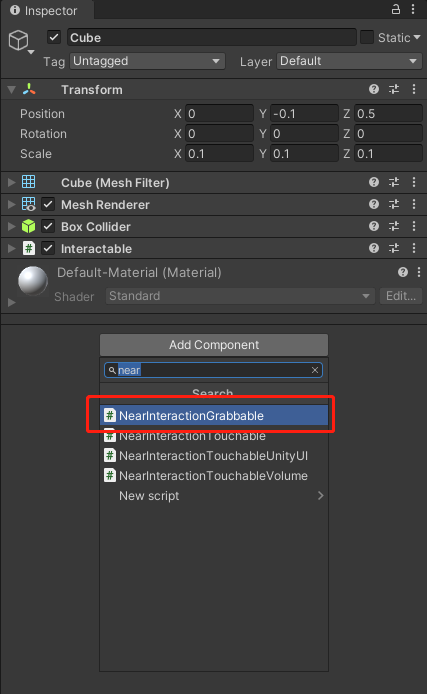 Inspector
Cube Static
Tag Untagged Layer Default
Transform
Position X 0 Y -0.1 Z 0.5
Rotation X 0 Y 0 Z 0
Scale X 0.1 Y 0.1 Z 0.1
Cube (Mesh Filter)
Mesh Renderer
Box Collider
# Interactable
Default-Material (Material)
Shader Standard Edit...
Add Component
near
Search
# NearInteractionGrabbable
# NearInteractionTouchable
# NearInteractionTouchableUnityUI
# NearInteractionTouchableVolume
New script